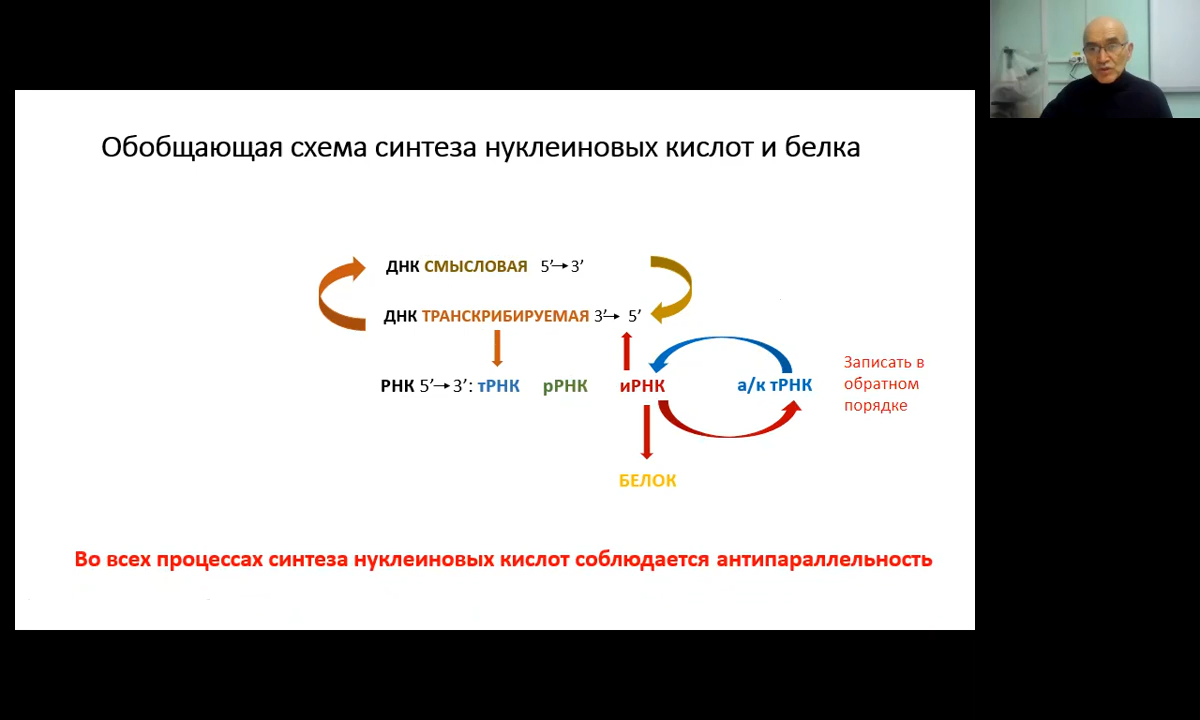 Обобщающая схема синтеза нуклеиновых кислот и белка
ДНК СМЫСЛОВАЯ 5’→3’
ДНК ТРАНСКРИБИРУЕМАЯ 3’→ 5’
РНК 5’→3’: тРНК рРНК иРНК а/к тРНК
Записать в
обратном
порядке
БЕЛОК
Во всех процессах синтеза нуклеиновых кислот соблюдается антипараллельность